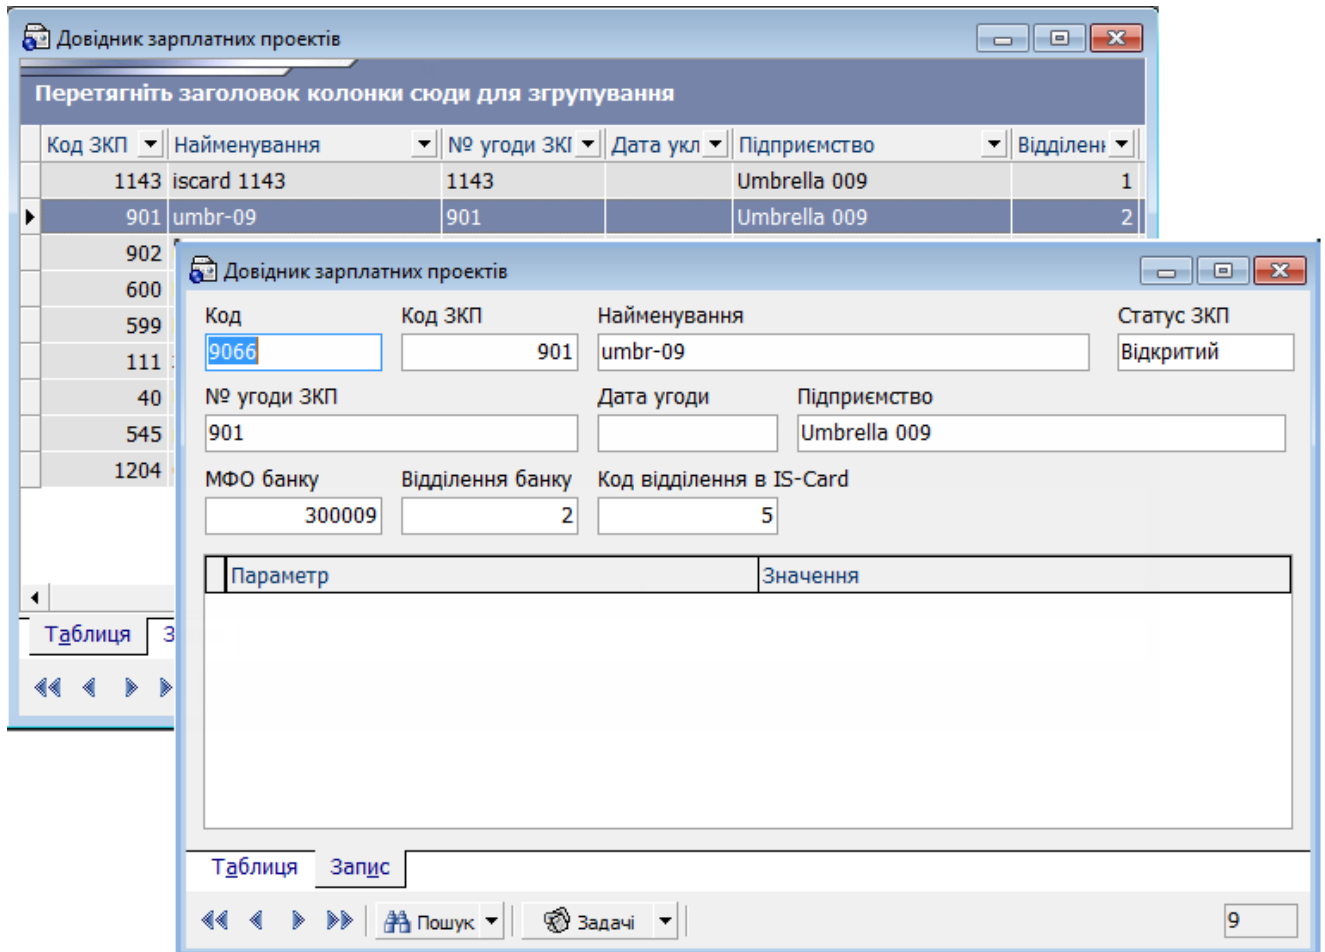 Довідник зарплатних проектів
Перетягніть заголовок колонки сюди для згрупування
Код ЗКП Найменування № угоди ЗКІ Дата укл Підприємство Відділен
1143 iscard 1143 1143 Umbrella 009 1
901 umbr-09 901 Umbrella 009 2
902
600
599
111
40
545
1204
Таблиця З
Довідник зарплатних проектів
Код Код ЗКП Найменування Статус ЗКП
9066 901 umbr-09 Відкритий
№ угоди ЗКП Дата угоди Підприємство
901 Umbrella 009
МФО банку Відділення банку Код відділення в IS-Card
300009 2 5
Параметр Значення
Таблиця Запис
Пошук Задачі 9